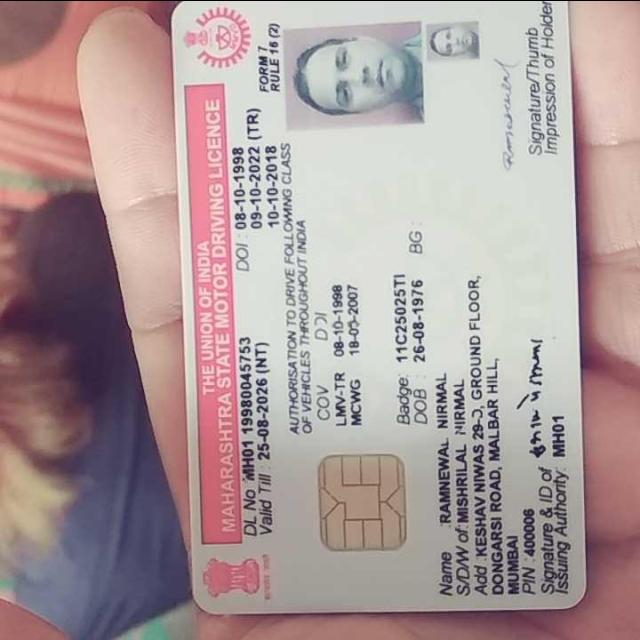 THE UNION OF INDIA
MAHARASHTRA STATE MOTOR DRIVING LICENCE
DL No : MH01 19980045753 DOI : 08-10-1998
Valid Till : 25-08-2026 (NT) 09-10-2022 (TR)
10-10-2018
FORM 7
RULE 16 (2)
AUTHORISATION TO DRIVE FOLLOWING CLASS
OF VEHICLES THROUGHOUT INDIA
COV DOI
LMV-TR 08-10-1998
MCWG 18-05-2007
Badge: 11C25025TI
DOB : 26-08-1976 BG :
Name : RAMNEWAL NIRMAL
S/D/W of : MISHRILAL NIRMAL
Add : KESHAV NIWAS 29-J, GROUND FLOOR,
DONGARSI ROAD, MALBAR HILL,
MUMBAI
PIN : 400006
Signature & ID of
Issuing Authority: MH01
Signature/Thumb
Impression of Holder